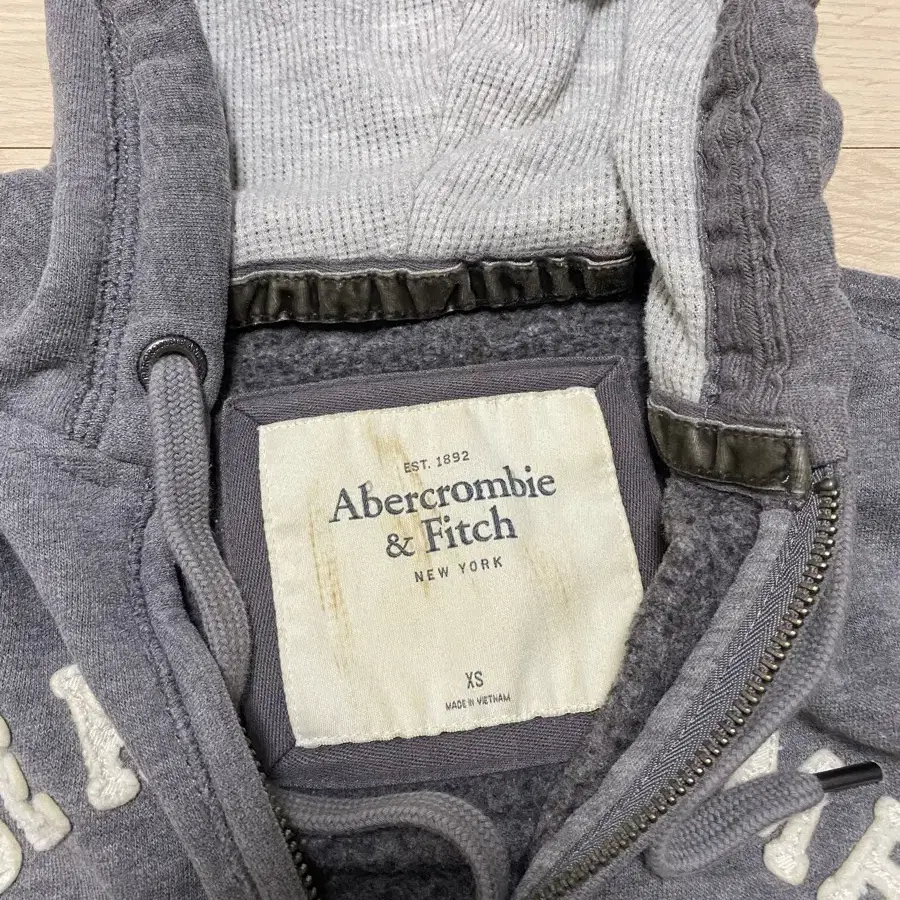 EST. 1892
Abercrombie
& Fitch
NEW YORK
XS
MADE IN VIETNAM